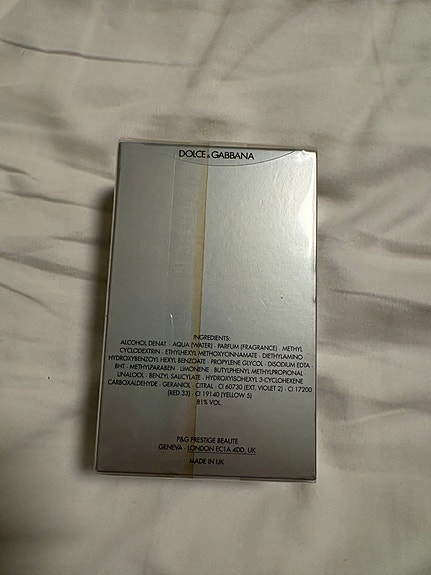 DOLCE & GABBANA
INGREDIENTS:
ALCOHOL DENAT. · AQUA (WATER) · PARFUM (FRAGRANCE) · METHYL
CYCLODEXTRIN · ETHYLHEXYL METHOXYCINNAMATE · DIETHYLAMINO
HYDROXYBENZOYL HEXYL BENZOATE · PROPYLENE GLYCOL · DISODIUM EDTA
BHT · METHYLPARABEN · LIMONENE · BUTYLPHENYL METHYLPROPIONAL ·
LINALOOL · BENZYL SALICYLATE · HYDROXYISOHEXYL 3-CYCLOHEXENE
CARBOXALDEHYDE · GERANIOL · CITRAL · CI 60730 (EXT. VIOLET 2) · CI 17200
(RED 33) · CI 19140 (YELLOW 5)
81% VOL.
P&G PRESTIGE BEAUTE
GENEVA · LONDON EC1A 4DD, UK
MADE IN UK